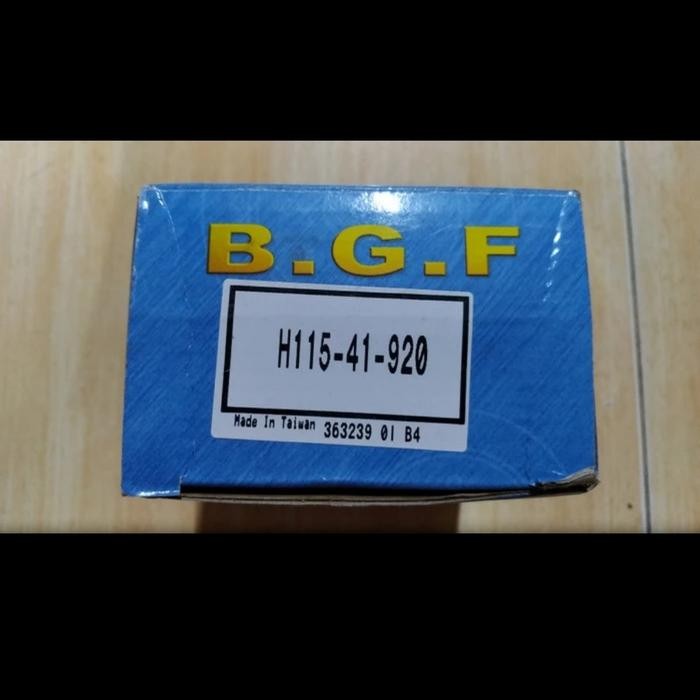 B.G.F
H115-41-920
Made In Taiwan 363239 01 B4